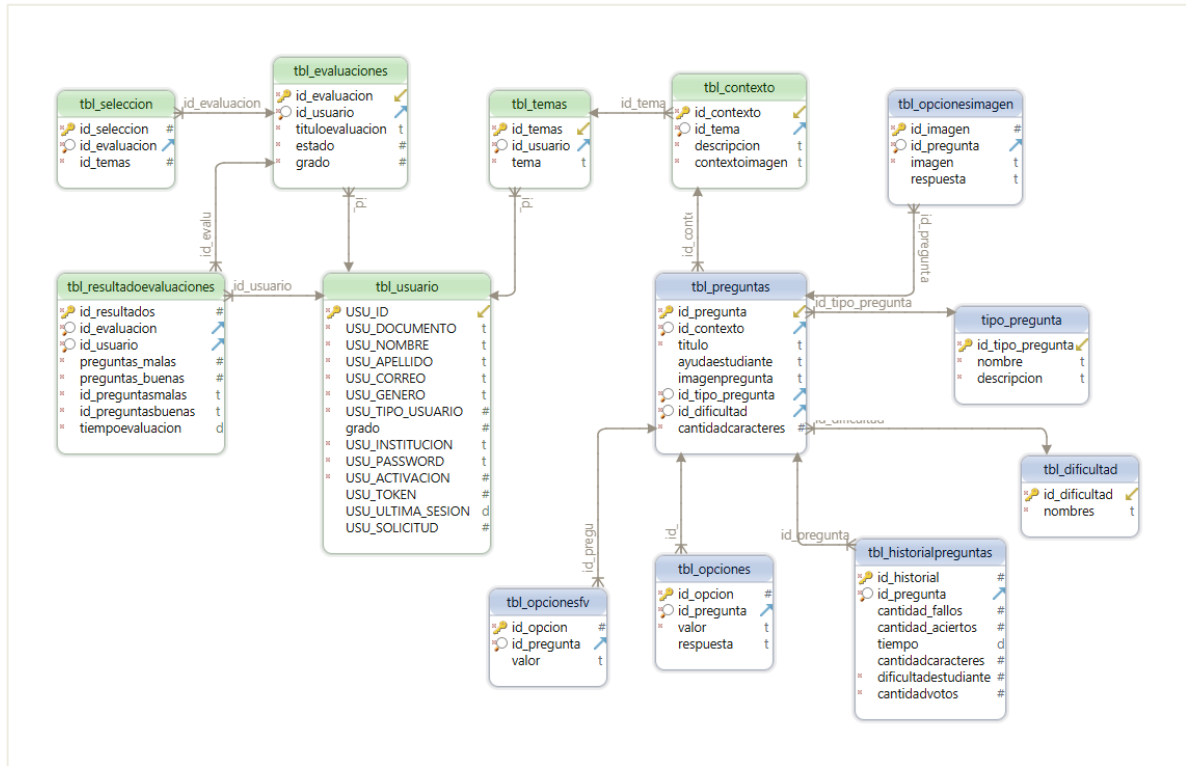 tbl_evaluaciones
id_evaluacion
id_usuario
tituloevaluacion t
estado #
grado #
tbl_seleccion
id_seleccion #
id_evaluacion
id_temas #
id_evaluacion
tbl_temas
id_temas
id_usuario
tema t
id_tema
tbl_contexto
id_contexto
id_tema
descripcion t
contextoimagen t
tbl_opcionesimagen
id_imagen #
id_pregunta
imagen t
respuesta t
id_evalu
id_
id_
id_conte
id_pregunta
tbl_resultadoevaluaciones
id_resultados #
id_evaluacion
id_usuario
preguntas_malas #
preguntas_buenas #
id_preguntasmalas t
id_preguntasbuenas t
tiempoevaluacion d
id_usuario
tbl_usuario
USU_ID
USU_DOCUMENTO t
USU_NOMBRE t
USU_APELLIDO t
USU_CORREO t
USU_GENERO t
USU_TIPO_USUARIO #
grado #
USU_INSTITUCION t
USU_PASSWORD t
USU_ACTIVACION #
USU_TOKEN #
USU_ULTIMA_SESION d
USU_SOLICITUD #
tbl_preguntas
id_pregunta
id_contexto
titulo t
ayudaestudiante t
imagenpregunta t
id_tipo_pregunta
id_dificultad
cantidadcaracteres #
id_tipo_pregunta
tipo_pregunta
id_tipo_pregunta
nombre t
descripcion t
id_dificultad
tbl_dificultad
id_dificultad
nombres t
id_pregu
id_
id_pregunta
tbl_opcionesfv
id_opcion #
id_pregunta
valor t
tbl_opciones
id_opcion #
id_pregunta
valor t
respuesta t
tbl_historialpreguntas
id_historial #
id_pregunta
cantidad_fallos #
cantidad_aciertos #
tiempo d
cantidadcaracteres #
dificultadestudiante #
cantidadvotos #